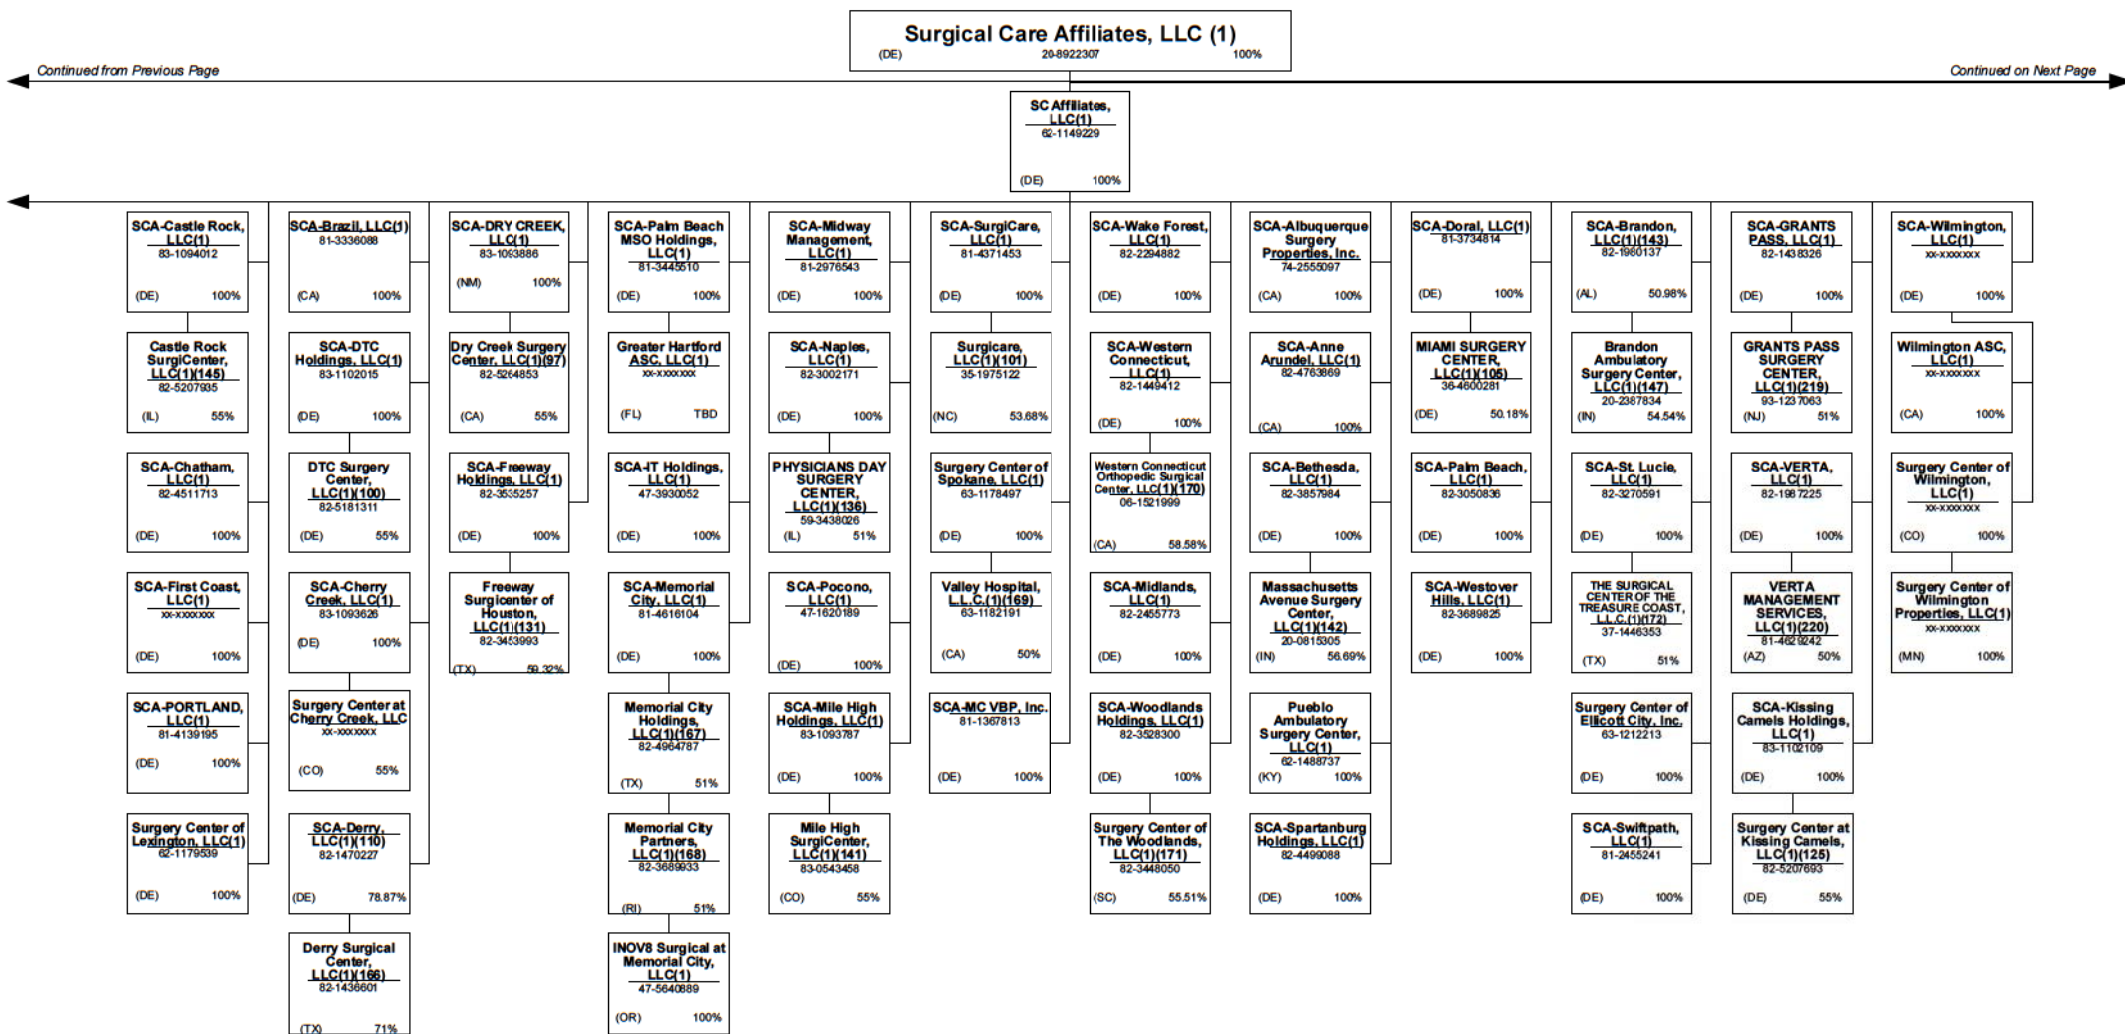 Surgical Care Affiliates, LLC (1)
(DE) 20-8922307 100%
Continued from Previous Page
Continued on Next Page
SC Affiliates,
LLC(1)
62-1149229
(DE) 100%
SCA-Castle Rock,
LLC(1)
83-1094012
(DE) 100%
Castle Rock
SurgiCenter,
LLC(1)(145)
82-5207935
(IL) 55%
SCA-Chatham,
LLC(1)
82-4511713
(DE) 100%
SCA-First Coast,
LLC(1)
xx-xxxxxxx
(DE) 100%
SCA-PORTLAND,
LLC(1)
81-4139195
(DE) 100%
Surgery Center of
Lexington, LLC(1)
62-1179539
(DE) 100%
SCA-Brazil, LLC(1)
81-3336088
(CA) 100%
SCA-DTC
Holdings, LLC(1)
83-1102015
(DE) 100%
DTC Surgery
Center,
LLC(1)(100)
82-5181311
(DE) 55%
SCA-Cherry
Creek, LLC(1)
83-1093626
(DE) 100%
Surgery Center at
Cherry Creek, LLC
xx-xxxxxxx
(CO) 55%
SCA-Derry,
LLC(1)(110)
82-1470227
(DE) 78.87%
Derry Surgical
Center,
LLC(1)(166)
82-1436601
(TX) 71%
SCA-DRY CREEK,
LLC(1)
83-1093886
(NM) 100%
Dry Creek Surgery
Center, LLC(1)(97)
82-5264853
(CA) 55%
SCA-Freeway
Holdings, LLC(1)
82-3535257
(DE) 100%
Freeway
Surgicenter of
Houston,
LLC(1)(131)
82-3453993
(TX) 59.32%
SCA-Palm Beach
MSO Holdings,
LLC(1)
81-3445510
(DE) 100%
Greater Hartford
ASC, LLC(1)
xx-xxxxxxx
(FL) TBD
SCA-IT Holdings,
LLC(1)
47-3930052
(DE) 100%
SCA-Memorial
City, LLC(1)
81-4616104
(DE) 100%
Memorial City
Holdings,
LLC(1)(167)
82-4964787
(TX) 51%
Memorial City
Partners,
LLC(1)(168)
82-3689933
(RI) 51%
INOV8 Surgical at
Memorial City,
LLC(1)
47-5640889
(OR) 100%
SCA-Midway
Management,
LLC(1)
81-2976543
(DE) 100%
SCA-Naples,
LLC(1)
82-3002171
(DE) 100%
PHYSICIANS DAY
SURGERY
CENTER,
LLC(1)(136)
59-3438026
(IL) 51%
SCA-Pocono,
LLC(1)
47-1620189
(DE) 100%
SCA-Mile High
Holdings, LLC(1)
83-1093787
(DE) 100%
Mile High
SurgiCenter,
LLC(1)(141)
83-0543458
(CO) 55%
SCA-SurgiCare,
LLC(1)
81-4371453
(DE) 100%
Surgicare,
LLC(1)(101)
35-1975122
(NC) 53.68%
Surgery Center of
Spokane, LLC(1)
63-1178497
(DE) 100%
Valley Hospital,
L.L.C.(1)(169)
63-1182191
(CA) 50%
SCA-MC VBP, Inc.
81-1367813
(DE) 100%
SCA-Wake Forest,
LLC(1)
82-2294882
(DE) 100%
SCA-Western
Connecticut,
LLC(1)
82-1449412
(DE) 100%
Western Connecticut
Orthopedic Surgical
Center, LLC(1)(170)
06-1521999
(CA) 58.58%
SCA-Midlands,
LLC(1)
82-2455773
(DE) 100%
SCA-Woodlands
Holdings, LLC(1)
82-3528300
(DE) 100%
Surgery Center of
The Woodlands,
LLC(1)(171)
82-3448050
(SC) 55.51%
SCA-Albuquerque
Surgery
Properties, Inc.
74-2555097
(CA) 100%
SCA-Anne
Arundel, LLC(1)
82-4763869
(CA) 100%
SCA-Bethesda,
LLC(1)
82-3857984
(DE) 100%
Massachusetts
Avenue Surgery
Center,
LLC(1)(142)
20-0815305
(IN) 56.69%
Pueblo
Ambulatory
Surgery Center,
LLC(1)
62-1488737
(KY) 100%
SCA-Spartanburg
Holdings, LLC(1)
82-4499088
(DE) 100%
SCA-Doral, LLC(1)
81-3734814
(DE) 100%
MIAMI SURGERY
CENTER,
LLC(1)(105)
36-4600281
(DE) 50.18%
SCA-Palm Beach,
LLC(1)
82-3050836
(DE) 100%
SCA-Westover
Hills, LLC(1)
82-3689825
(DE) 100%
SCA-Brandon,
LLC(1)(143)
82-1980137
(AL) 50.98%
Brandon
Ambulatory
Surgery Center,
LLC(1)(147)
20-2387834
(IN) 54.54%
SCA-St. Lucie,
LLC(1)
82-3270591
(DE) 100%
THE SURGICAL
CENTER OF THE
TREASURE COAST,
L.L.C.(1)(172)
37-1446353
(TX) 51%
Surgery Center of
Ellicott City, Inc.
63-1212213
(DE) 100%
SCA-Swiftpath,
LLC(1)
81-2455241
(DE) 100%
SCA-GRANTS
PASS, LLC(1)
82-1438326
(DE) 100%
GRANTS PASS
SURGERY
CENTER,
LLC(1)(219)
93-1237063
(NJ) 51%
SCA-VERTA,
LLC(1)
82-1987225
(DE) 100%
VERTA
MANAGEMENT
SERVICES,
LLC(1)(220)
81-4629242
(AZ) 50%
SCA-Kissing
Camels Holdings,
LLC(1)
83-1102109
(DE) 100%
Surgery Center at
Kissing Camels,
LLC(1)(125)
82-5207693
(DE) 55%
SCA-Wilmington,
LLC(1)
xx-xxxxxxx
(DE) 100%
Wilmington ASC,
LLC(1)
xx-xxxxxxx
(CA) 100%
Surgery Center of
Wilmington,
LLC(1)
xx-xxxxxxx
(CO) 100%
Surgery Center of
Wilmington
Properties, LLC(1)
xx-xxxxxxx
(MN) 100%